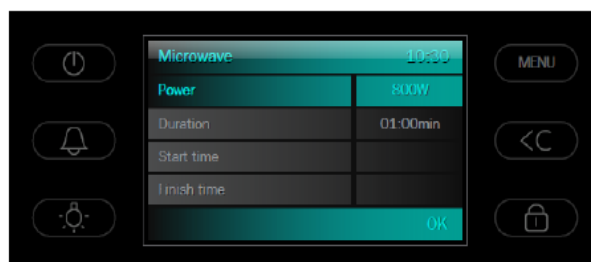 Microwave 10:30
MENU
Power 800W
Duration 01:00min
<C
Start time
Finish time
OK